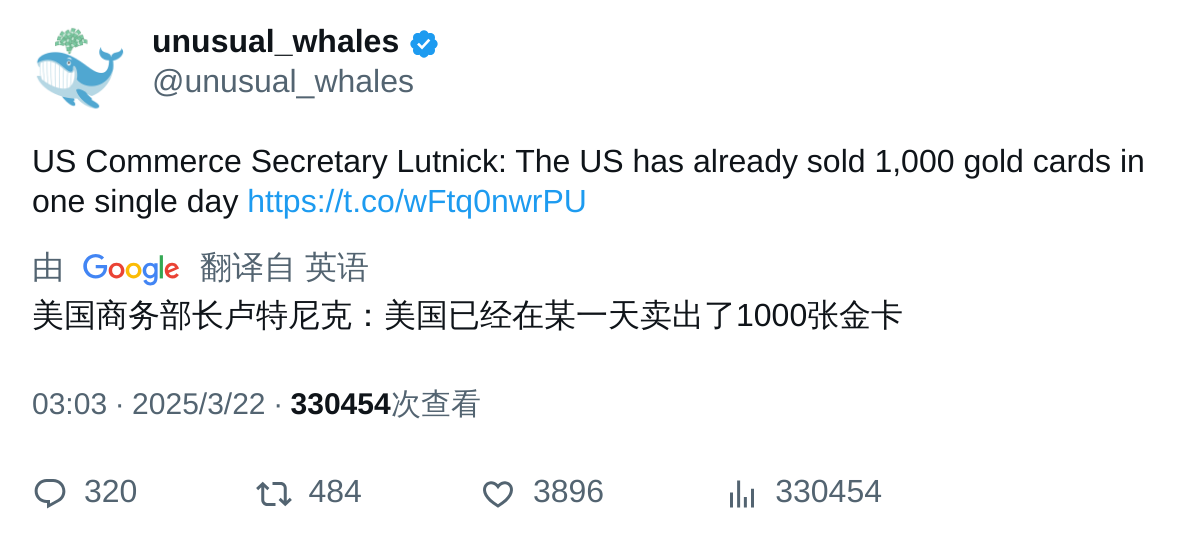 unusual_whales
@unusual_whales
US Commerce Secretary Lutnick: The US has already sold 1,000 gold cards in
one single day https://t.co/wFtq0nwrPU
由 Google 翻译自 英语
美国商务部长卢特尼克：美国已经在某一天卖出了1000张金卡
03:03 · 2025/3/22 · 330454次查看
320 484 3896 330454